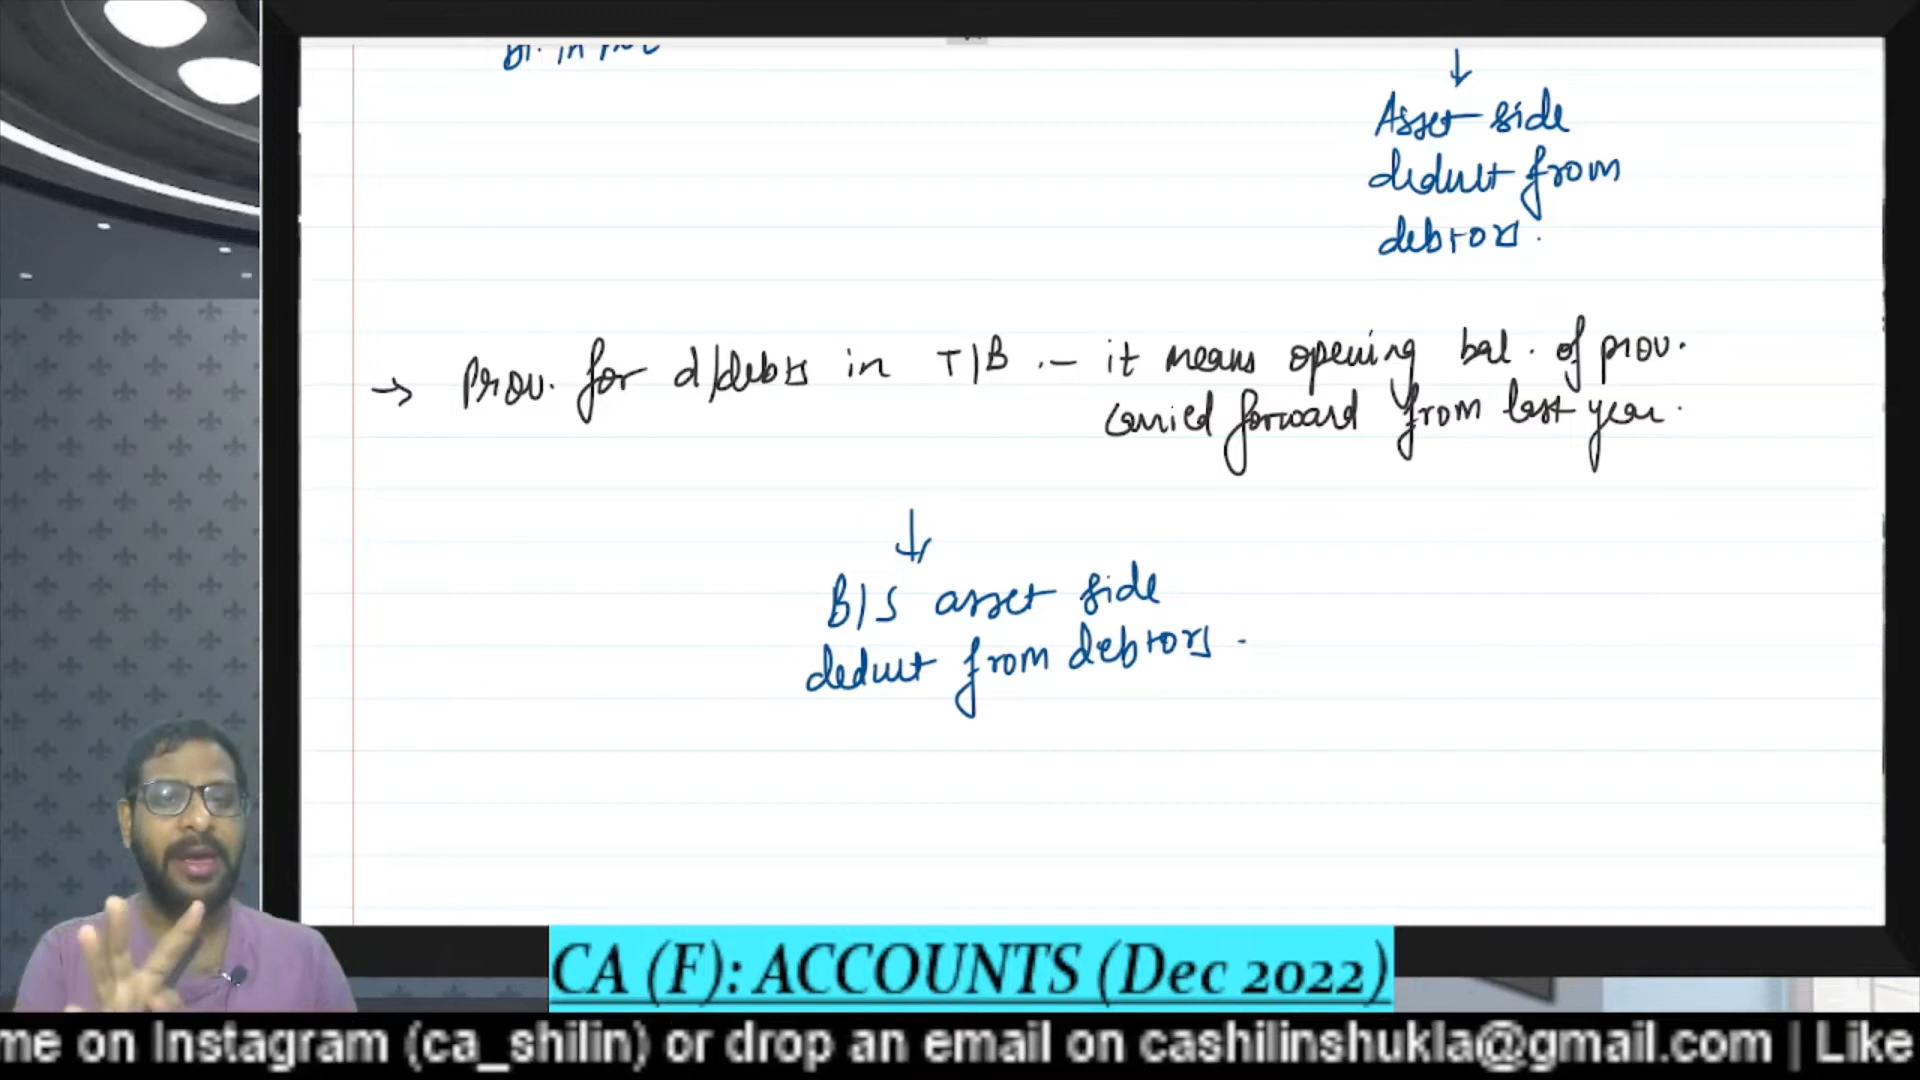 Asset side
deduct from
debtors.
→ Prov. for d/debts in T/B. – it means opening bal. of prov.
carried forward from last year.
B/S asset side
deduct from debtors.
CA (F): ACCOUNTS (Dec 2022)
me on Instagram (ca_shilin) or drop an email on cashilinshukla@gmail.com | Like